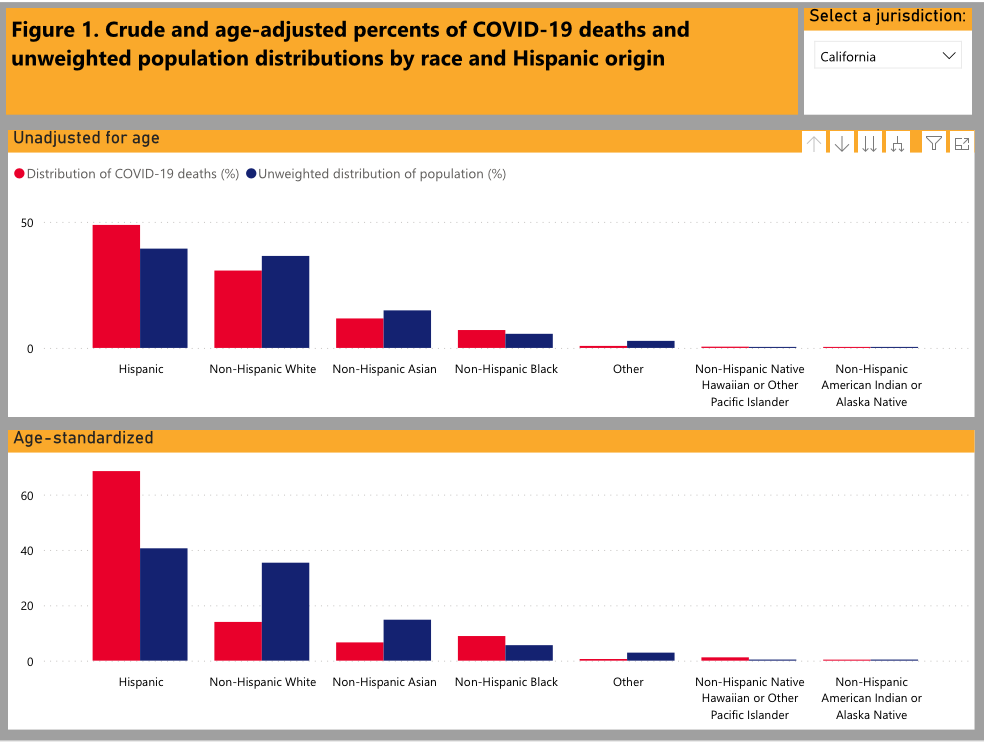 Figure 1. Crude and age-adjusted percents of COVID-19 deaths and
unweighted population distributions by race and Hispanic origin
Select a jurisdiction:
California
Unadjusted for age
Distribution of COVID-19 deaths (%) Unweighted distribution of population (%)
50
0
Hispanic
Non-Hispanic White
Non-Hispanic Asian
Non-Hispanic Black
Other
Non-Hispanic Native
Hawaiian or Other
Pacific Islander
Non-Hispanic
American Indian or
Alaska Native
Age-standardized
60
40
20
0
Hispanic
Non-Hispanic White
Non-Hispanic Asian
Non-Hispanic Black
Other
Non-Hispanic Native
Hawaiian or Other
Pacific Islander
Non-Hispanic
American Indian or
Alaska Native